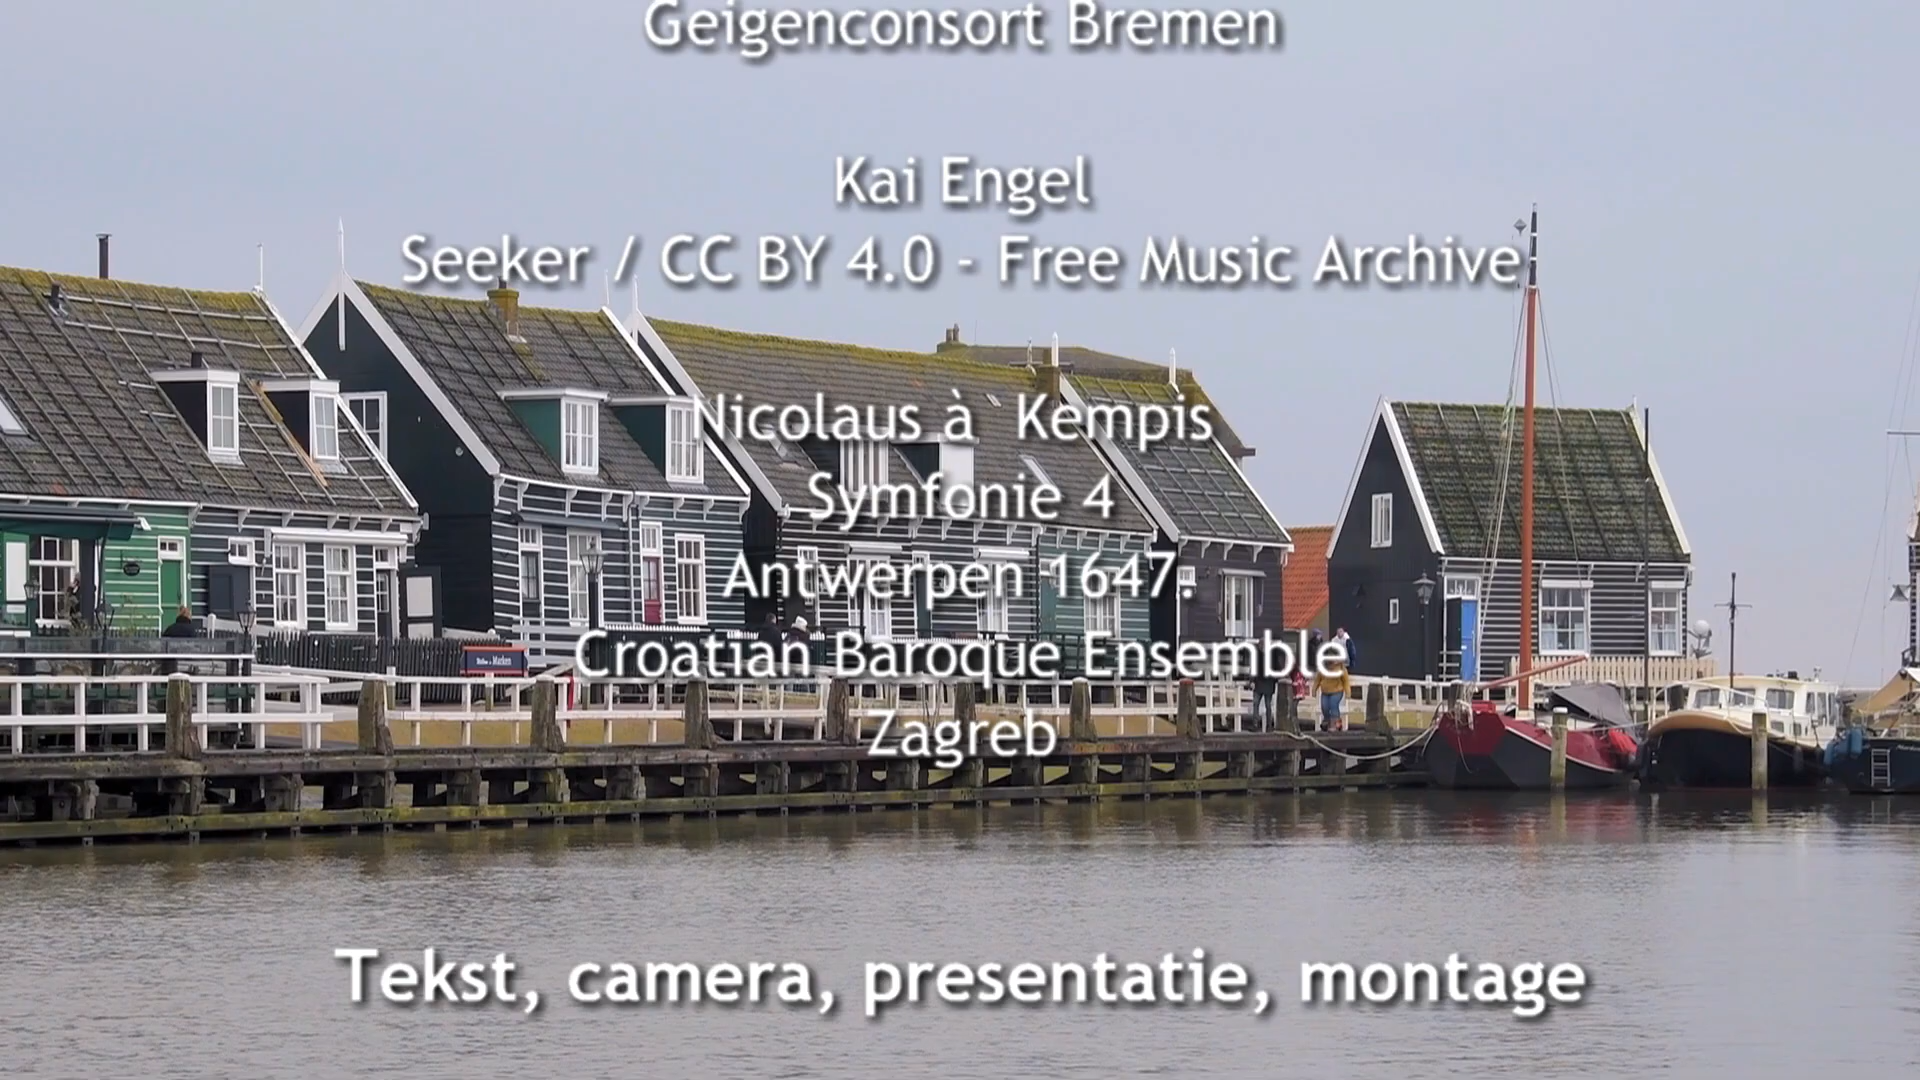 Geigenconsort Bremen
Kai Engel
Seeker / CC BY 4.0 - Free Music Archive
Nicolaus à Kempis
Symfonie 4
Antwerpen 1647.
Croatian Baroque Ensemble
Zagreb
Tekst, camera, presentatie, montage